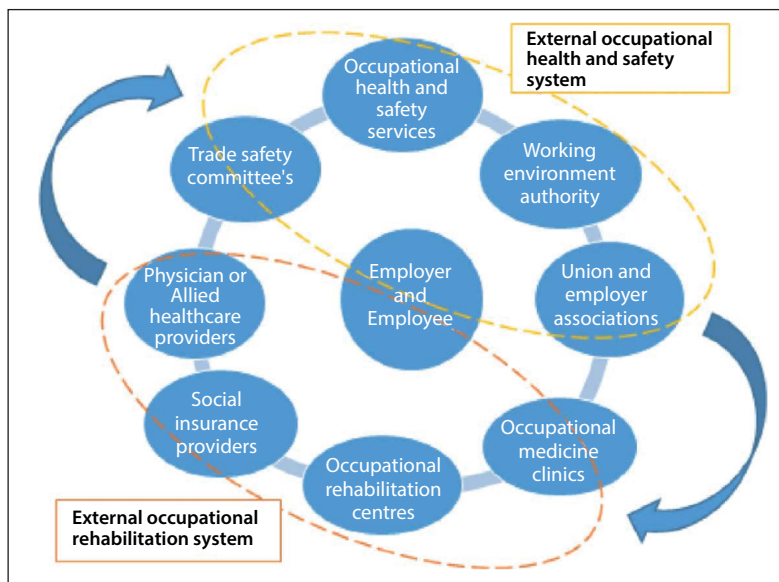 External occupational
health and safety
system
Occupational
health and
safety
services
Trade safety
committee's
Working
environment
authority
Physician or
Allied
healthcare
providers
Employer
and
Employee
Union and
employer
associations
Social
insurance
providers
Occupational
medicine
clinics
Occupational
rehabilitation
centres
External occupational
rehabilitation system